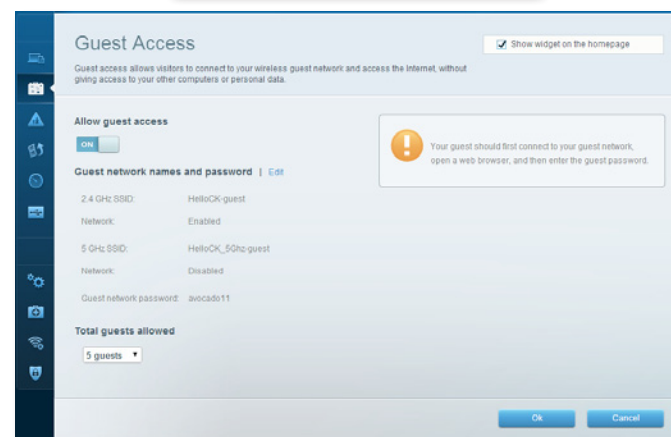 Guest Access
Show widget on the homepage
Guest access allows visitors to connect to your wireless guest network and access the Internet, without
giving access to your other computers or personal data.
Allow guest access
ON
Your guest should first connect to your guest network,
open a web browser, and then enter the guest password.
Guest network names and password | Edit
2.4 GHz SSID: HelloCK-guest
Network: Enabled
5 GHz SSID: HelloCK_5Ghz-guest
Network: Disabled
Guest network password: avocado11
Total guests allowed
5 guests
Ok
Cancel